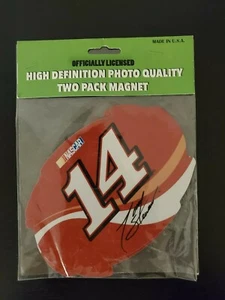 MADE IN U.S.A.
OFFICIALLY LICENSED
HIGH DEFINITION PHOTO QUALITY
TWO PACK MAGNET
NASCAR
14